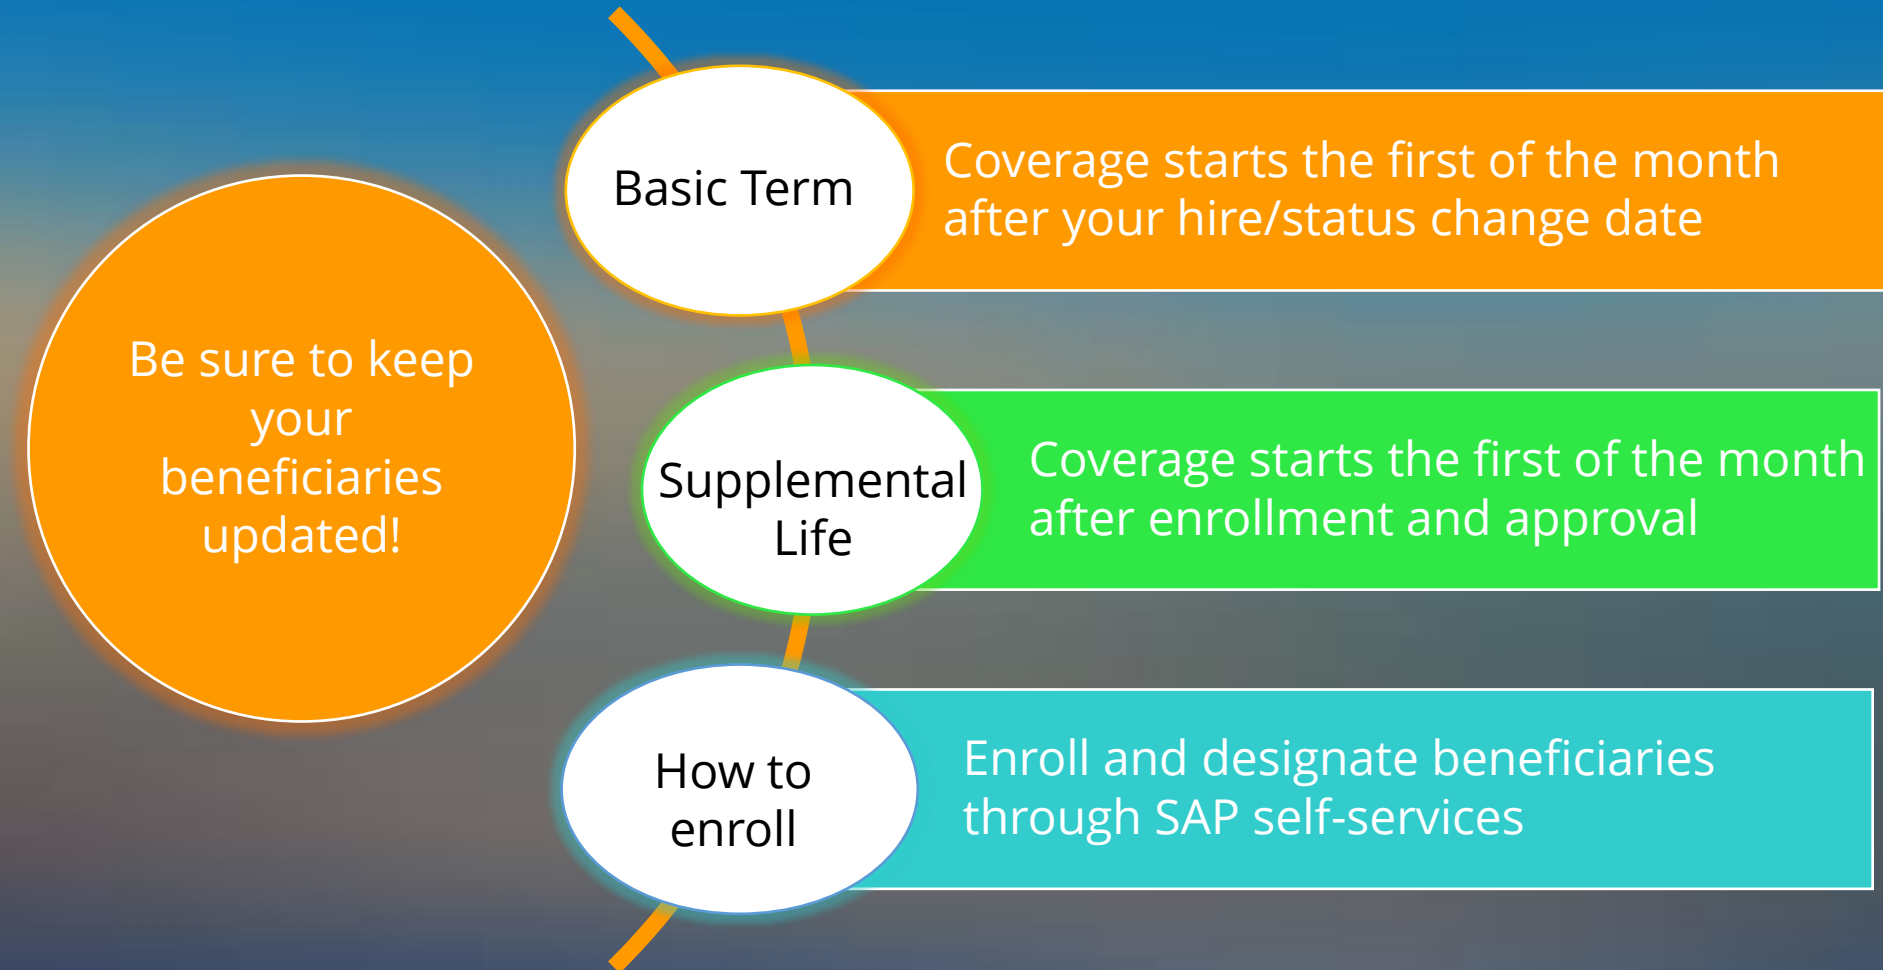 Be sure to keep
your
beneficiaries
updated!
Basic Term
Coverage starts the first of the month
after your hire/status change date
Supplemental
Life
Coverage starts the first of the month
after enrollment and approval
How to
enroll
Enroll and designate beneficiaries
through SAP self-services